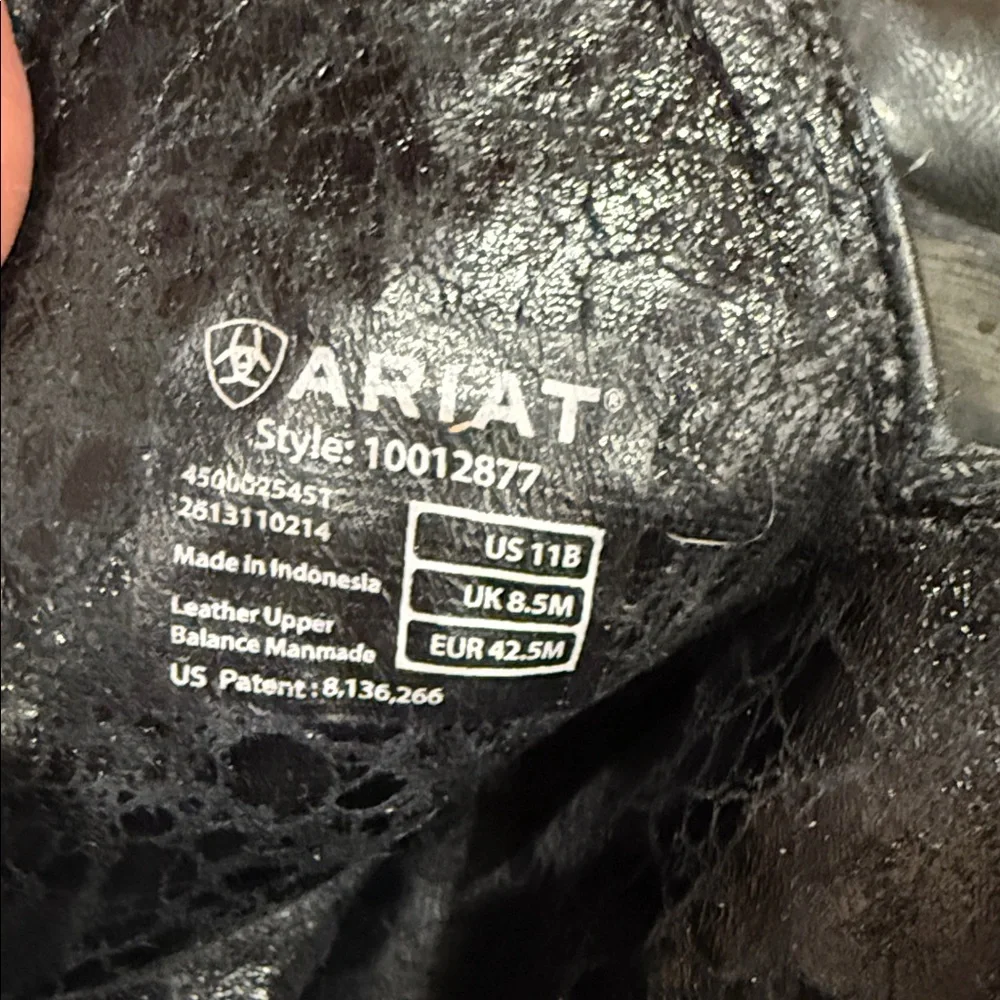 ARIAT®
Style: 10012877
4500025451
2613110214
Made in Indonesia
Leather Upper
Balance Manmade
US Patent : 8,136,266
US 11B
UK 8.5M
EUR 42.5M